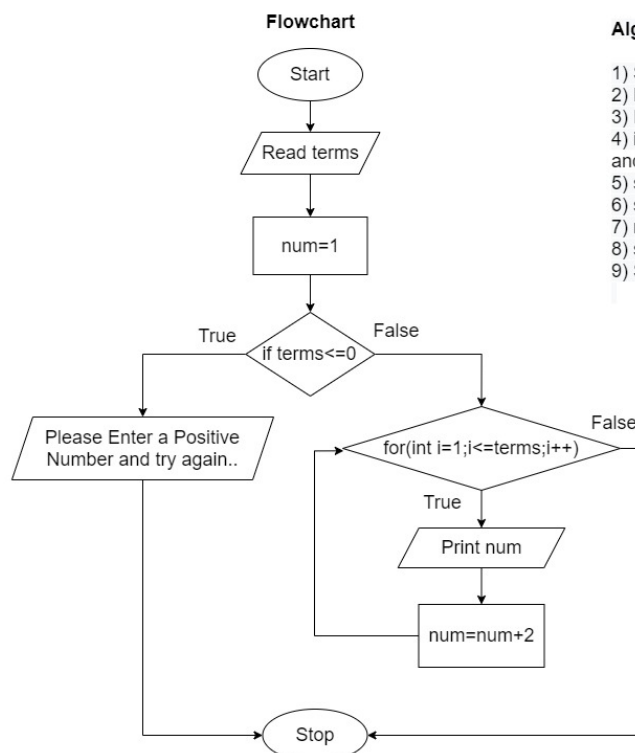 Flowchart
Start
Read terms
num=1
if terms<=0
True
False
Please Enter a Positive
Number and try again..
for(int i=1;i<=terms;i++)
False
True
Print num
num=num+2
Stop
1)
2)
3)
4) i
5) s
6) s
7)
8) s
9)